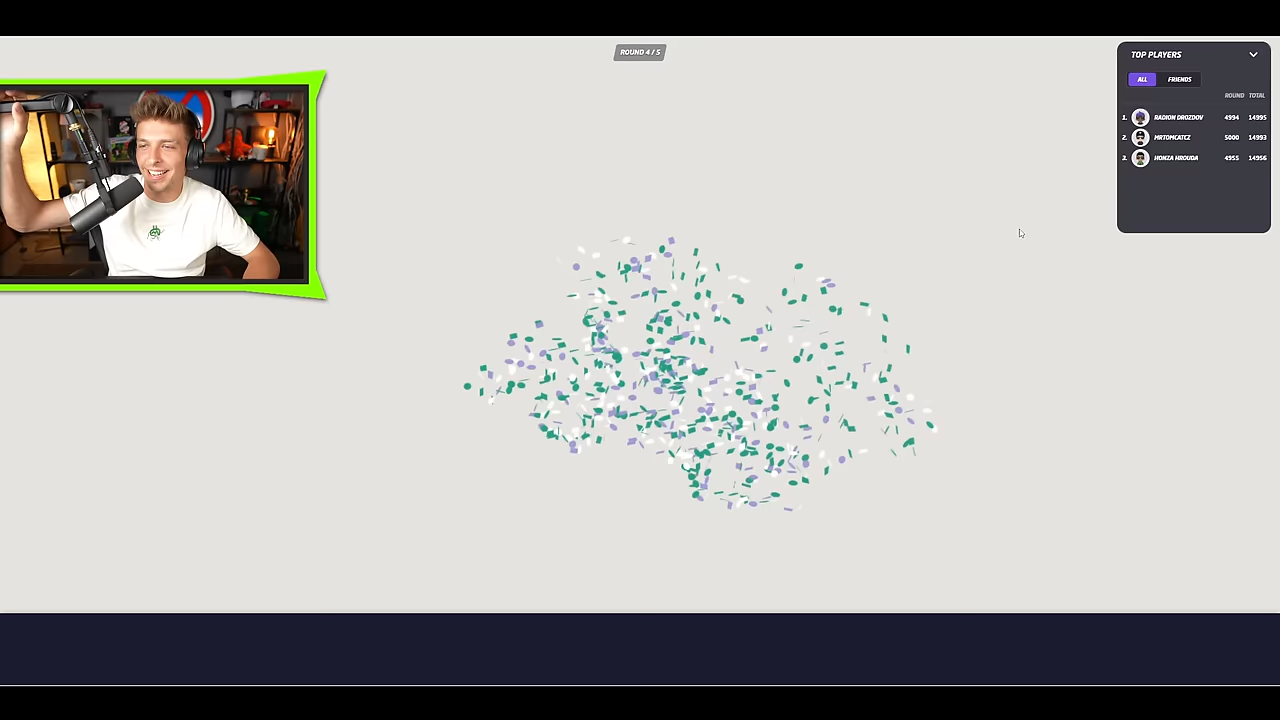 ROUND 4 / 5
TOP PLAYERS
ALL FRIENDS
ROUND TOTAL
1. RADION DROZDOV 4994 14995
2. MRTOMCATCZ 5000 14993
3. HONZA HROUDA 4955 14956